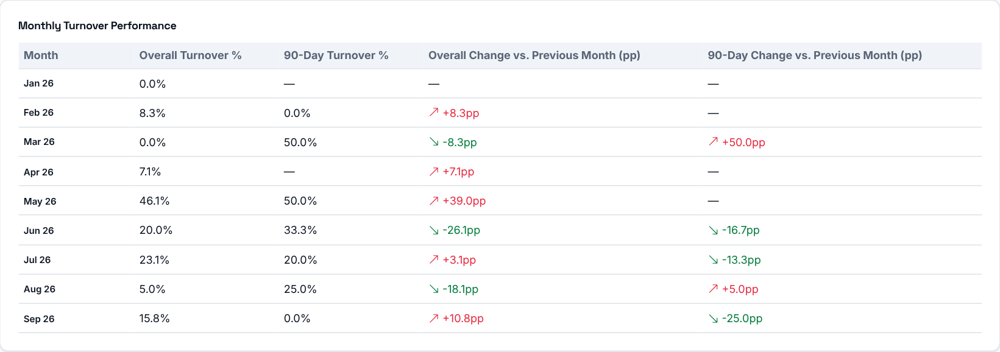 Monthly Turnover Performance
Month Overall Turnover % 90-Day Turnover % Overall Change vs. Previous Month (pp) 90-Day Change vs. Previous Month (pp)
Jan 26 0.0% — — —
Feb 26 8.3% 0.0% ↗ +8.3pp —
Mar 26 0.0% 50.0% ↘ -8.3pp ↗ +50.0pp
Apr 26 7.1% — ↗ +7.1pp —
May 26 46.1% 50.0% ↗ +39.0pp —
Jun 26 20.0% 33.3% ↘ -26.1pp ↘ -16.7pp
Jul 26 23.1% 20.0% ↗ +3.1pp ↘ -13.3pp
Aug 26 5.0% 25.0% ↘ -18.1pp ↗ +5.0pp
Sep 26 15.8% 0.0% ↗ +10.8pp ↘ -25.0pp